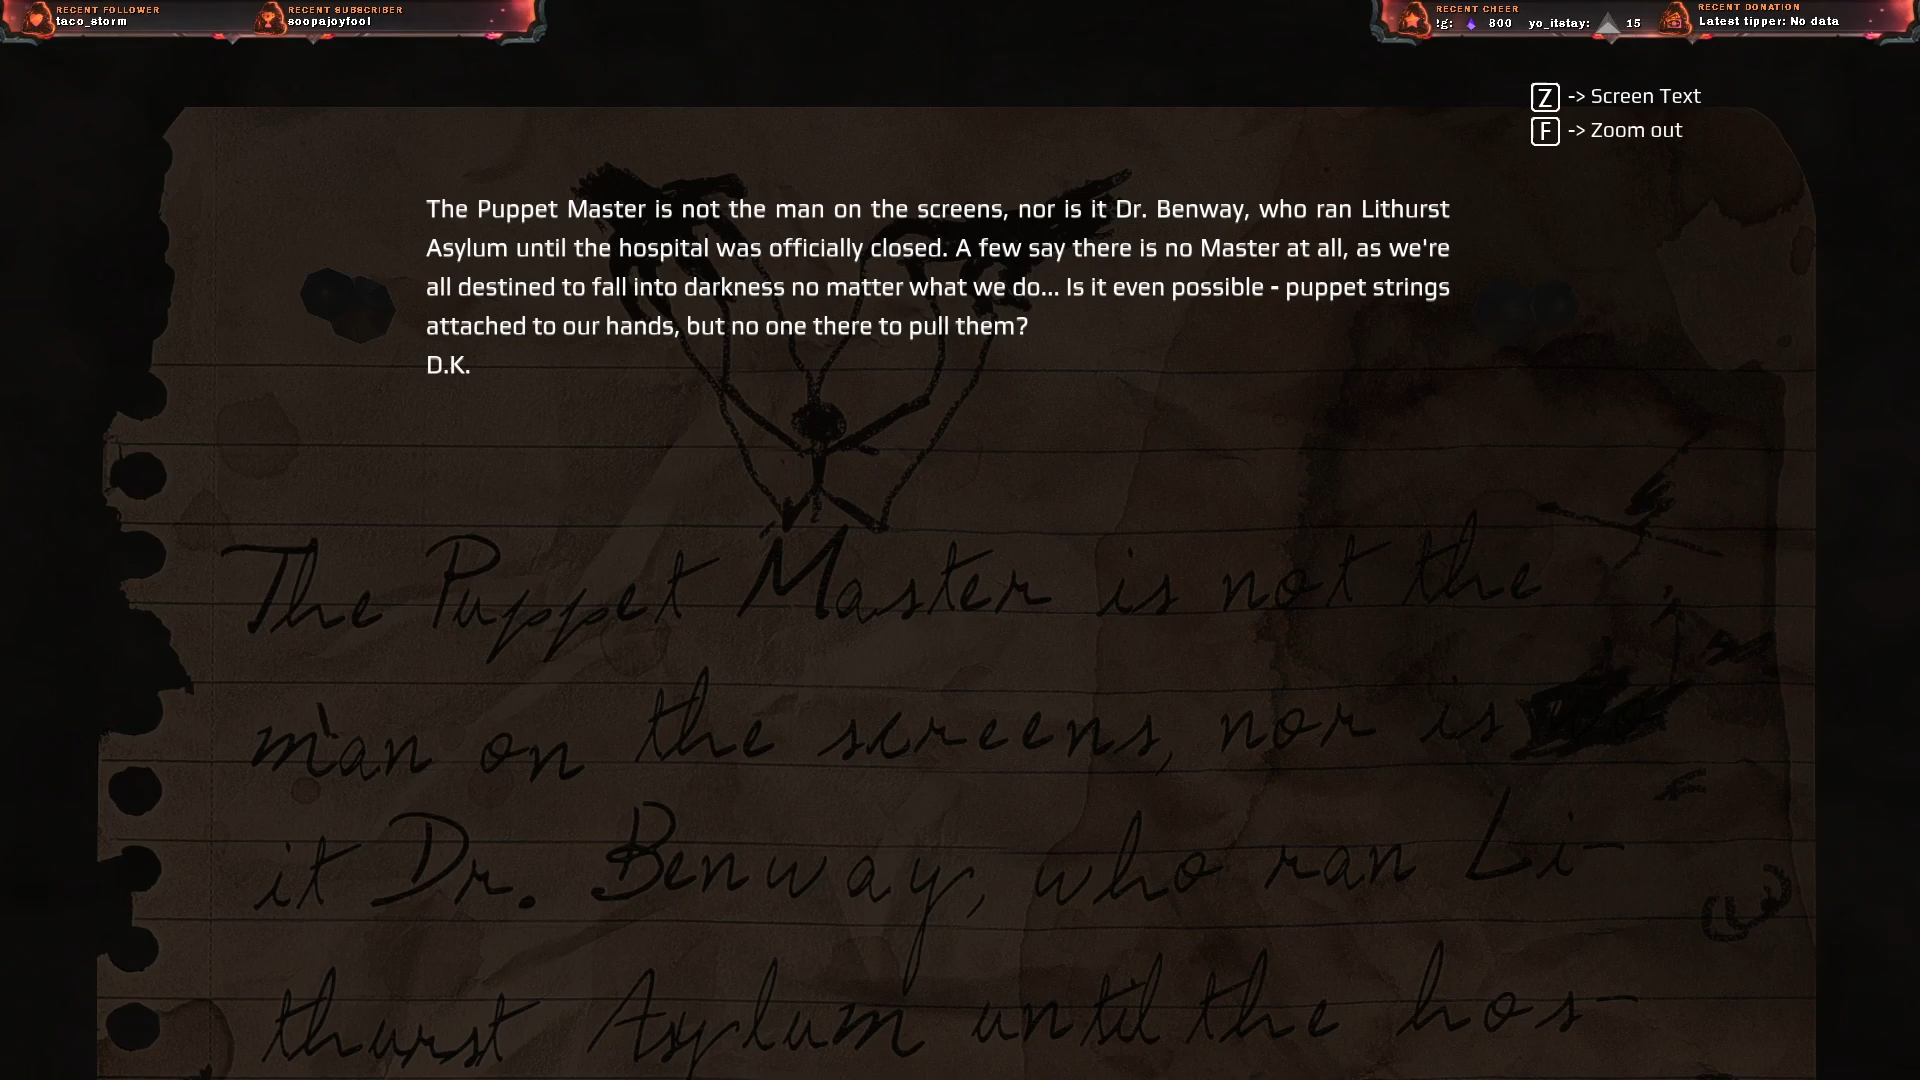 RECENT FOLLOWER
taco_storm
RECENT SUBSCRIBER
soopajoyfool
RECENT CHEER
!g: 800 yo_itstay: 15
RECENT DONATION
Latest tipper: No data
Z -> Screen Text
F -> Zoom out
The Puppet Master is not the man on the screens, nor is it Dr. Benway, who ran Lithurst
Asylum until the hospital was officially closed. A few say there is no Master at all, as we're
all destined to fall into darkness no matter what we do... Is it even possible - puppet strings
attached to our hands, but no one there to pull them?
D.K.
The Puppet Master is not the
man on the screens, nor is
it Dr. Benway, who ran Li-
thurst Asylum until the hos-